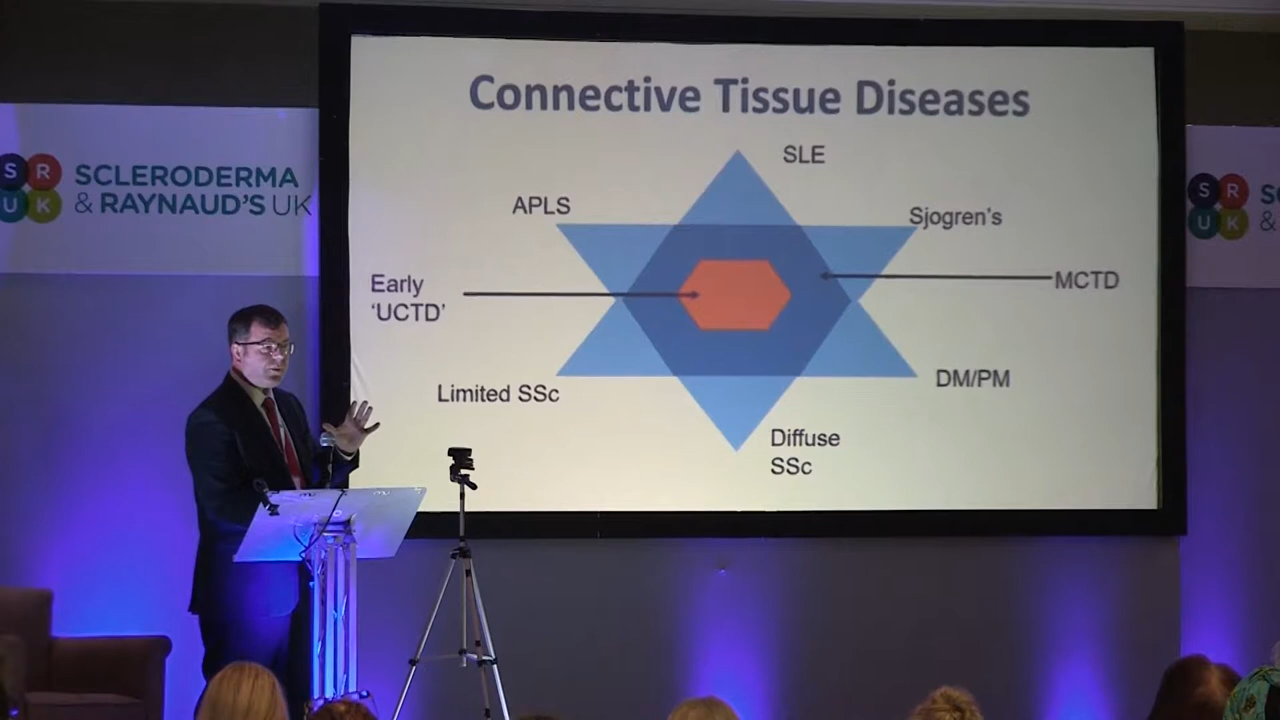 Connective Tissue Diseases
SLE
APLS
Sjogren's
Early
'UCTD'
MCTD
Limited SSc
DM/PM
Diffuse
SSc
S R
U K
SCLERODERMA
& RAYNAUD'S UK
S R
U K
&